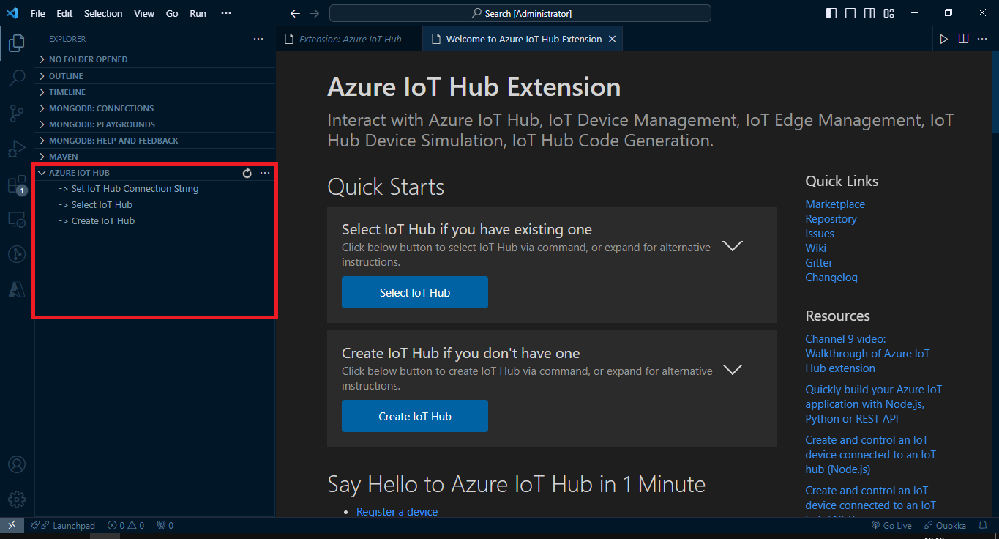 File Edit Selection View Go Run ···
Search [Administrator]
EXPLORER
Extension: Azure IoT Hub
Welcome to Azure IoT Hub Extension
NO FOLDER OPENED
OUTLINE
TIMELINE
MONGODB: CONNECTIONS
MONGODB: PLAYGROUNDS
MONGODB: HELP AND FEEDBACK
MAVEN
AZURE IOT HUB
-> Set IoT Hub Connection String
-> Select IoT Hub
-> Create IoT Hub
1
Azure IoT Hub Extension
Interact with Azure IoT Hub, IoT Device Management, IoT Edge Management, IoT
Hub Device Simulation, IoT Hub Code Generation.
Quick Starts
Select IoT Hub if you have existing one
Click below button to select IoT Hub via command, or expand for alternative
instructions.
Select IoT Hub
Create IoT Hub if you don't have one
Click below button to create IoT Hub via command, or expand for alternative
instructions.
Create IoT Hub
Say Hello to Azure IoT Hub in 1 Minute
• Register a device
Quick Links
Marketplace
Repository
Issues
Wiki
Gitter
Changelog
Resources
Channel 9 video:
Walkthrough of Azure IoT
Hub extension
Quickly build your Azure IoT
application with Node.js,
Python or REST API
Create and control an IoT
device connected to an IoT
hub (Node.js)
Create and control an IoT
device connected to an IoT
Launchpad 0 0 0
Go Live Quokka